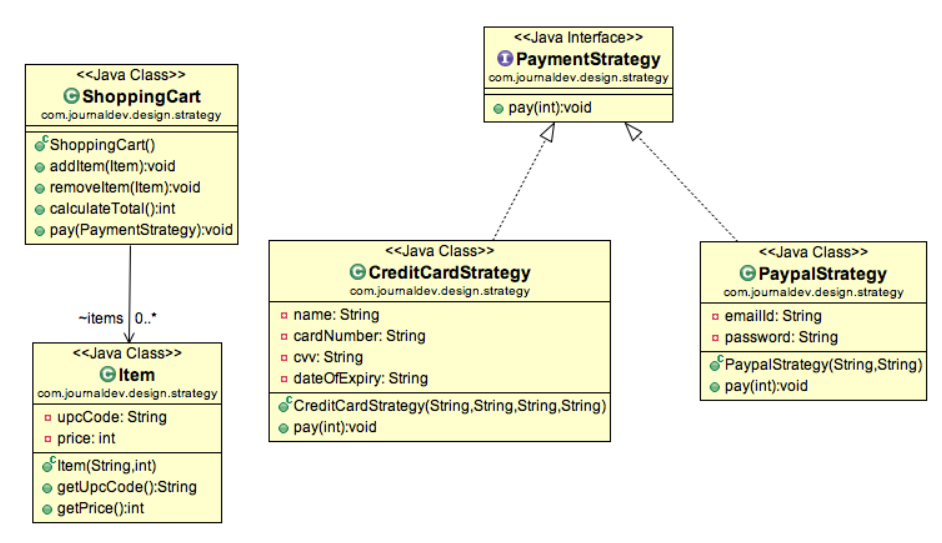 <<Java Class>>
ShoppingCart
com.journaldev.design.strategy
ShoppingCart()
addItem(Item):void
removeItem(Item):void
calculateTotal():int
pay(PaymentStrategy):void
~items 0..*
<<Java Class>>
Item
com.journaldev.design.strategy
upcCode: String
price: int
Item(String,int)
getUpcCode():String
getPrice():int
<<Java Interface>>
PaymentStrategy
com.journaldev.design.strategy
pay(int):void
<<Java Class>>
CreditCardStrategy
com.journaldev.design.strategy
name: String
cardNumber: String
cvv: String
dateOfExpiry: String
CreditCardStrategy(String,String,String,String)
pay(int):void
<<Java Class>>
PaypalStrategy
com.journaldev.design.strategy
emailId: String
password: String
PaypalStrategy(String,String)
pay(int):void